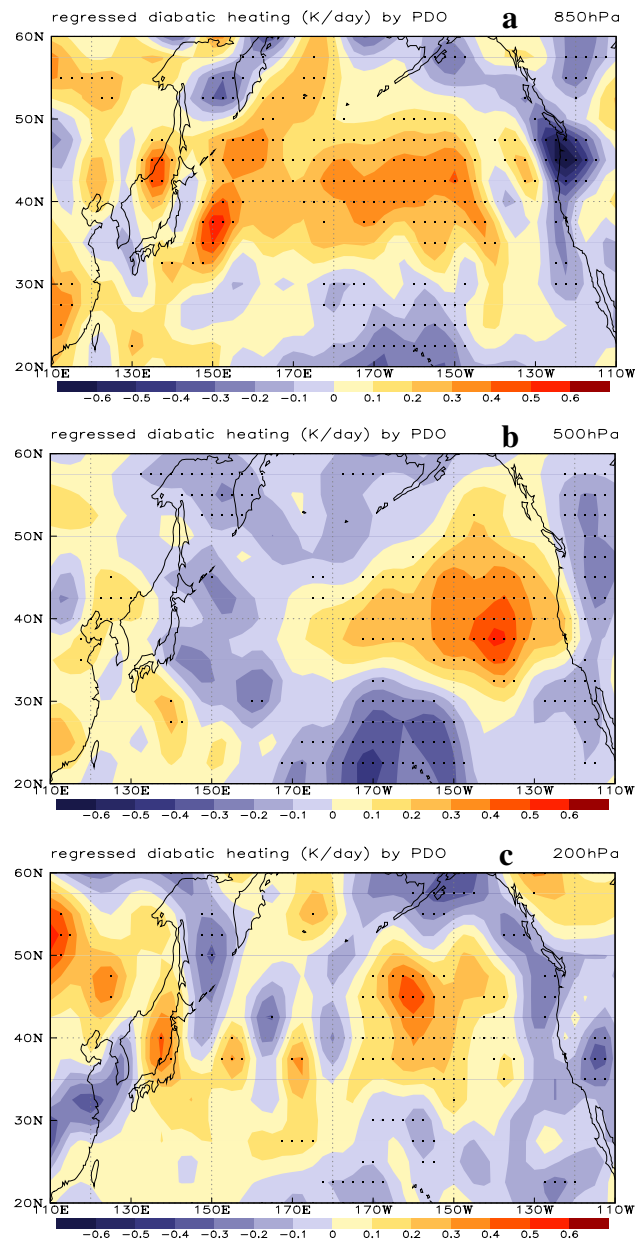 regressed diabatic heating (K/day) by PDO a 850hPa
60N
50N
40N
30N
20N
110E 130E 150E 170E 170W 150W 130W 110W
-0.6 -0.5 -0.4 -0.3 -0.2 -0.1 0 0.1 0.2 0.3 0.4 0.5 0.6
regressed diabatic heating (K/day) by PDO b 500hPa
60N
50N
40N
30N
20N
110E 130E 150E 170E 170W 150W 130W 110W
-0.6 -0.5 -0.4 -0.3 -0.2 -0.1 0 0.1 0.2 0.3 0.4 0.5 0.6
regressed diabatic heating (K/day) by PDO c 200hPa
60N
50N
40N
30N
20N
110E 130E 150E 170E 170W 150W 130W 110W
-0.6 -0.5 -0.4 -0.3 -0.2 -0.1 0 0.1 0.2 0.3 0.4 0.5 0.6